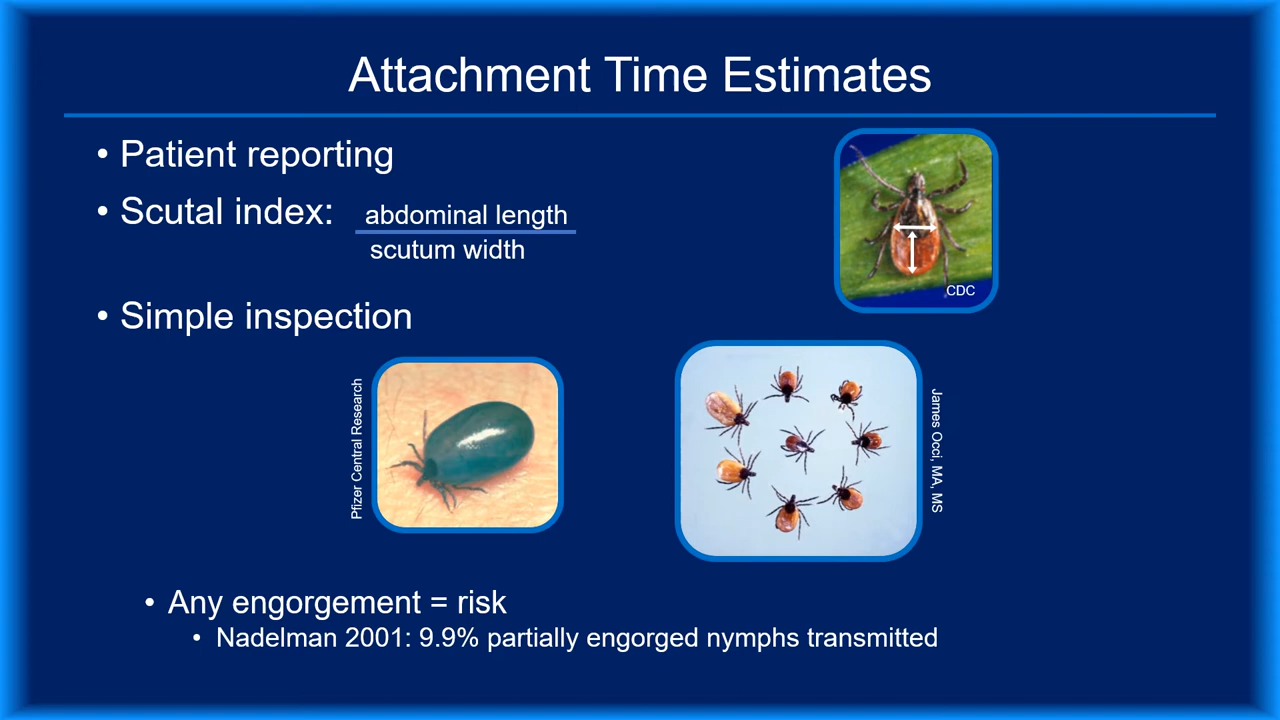 Attachment Time Estimates
• Patient reporting
• Scutal index:
abdominal length
scutum width
CDC
• Simple inspection
Pfizer Central Research
James Occi, MA, MS
• Any engorgement = risk
• Nadelman 2001: 9.9% partially engorged nymphs transmitted